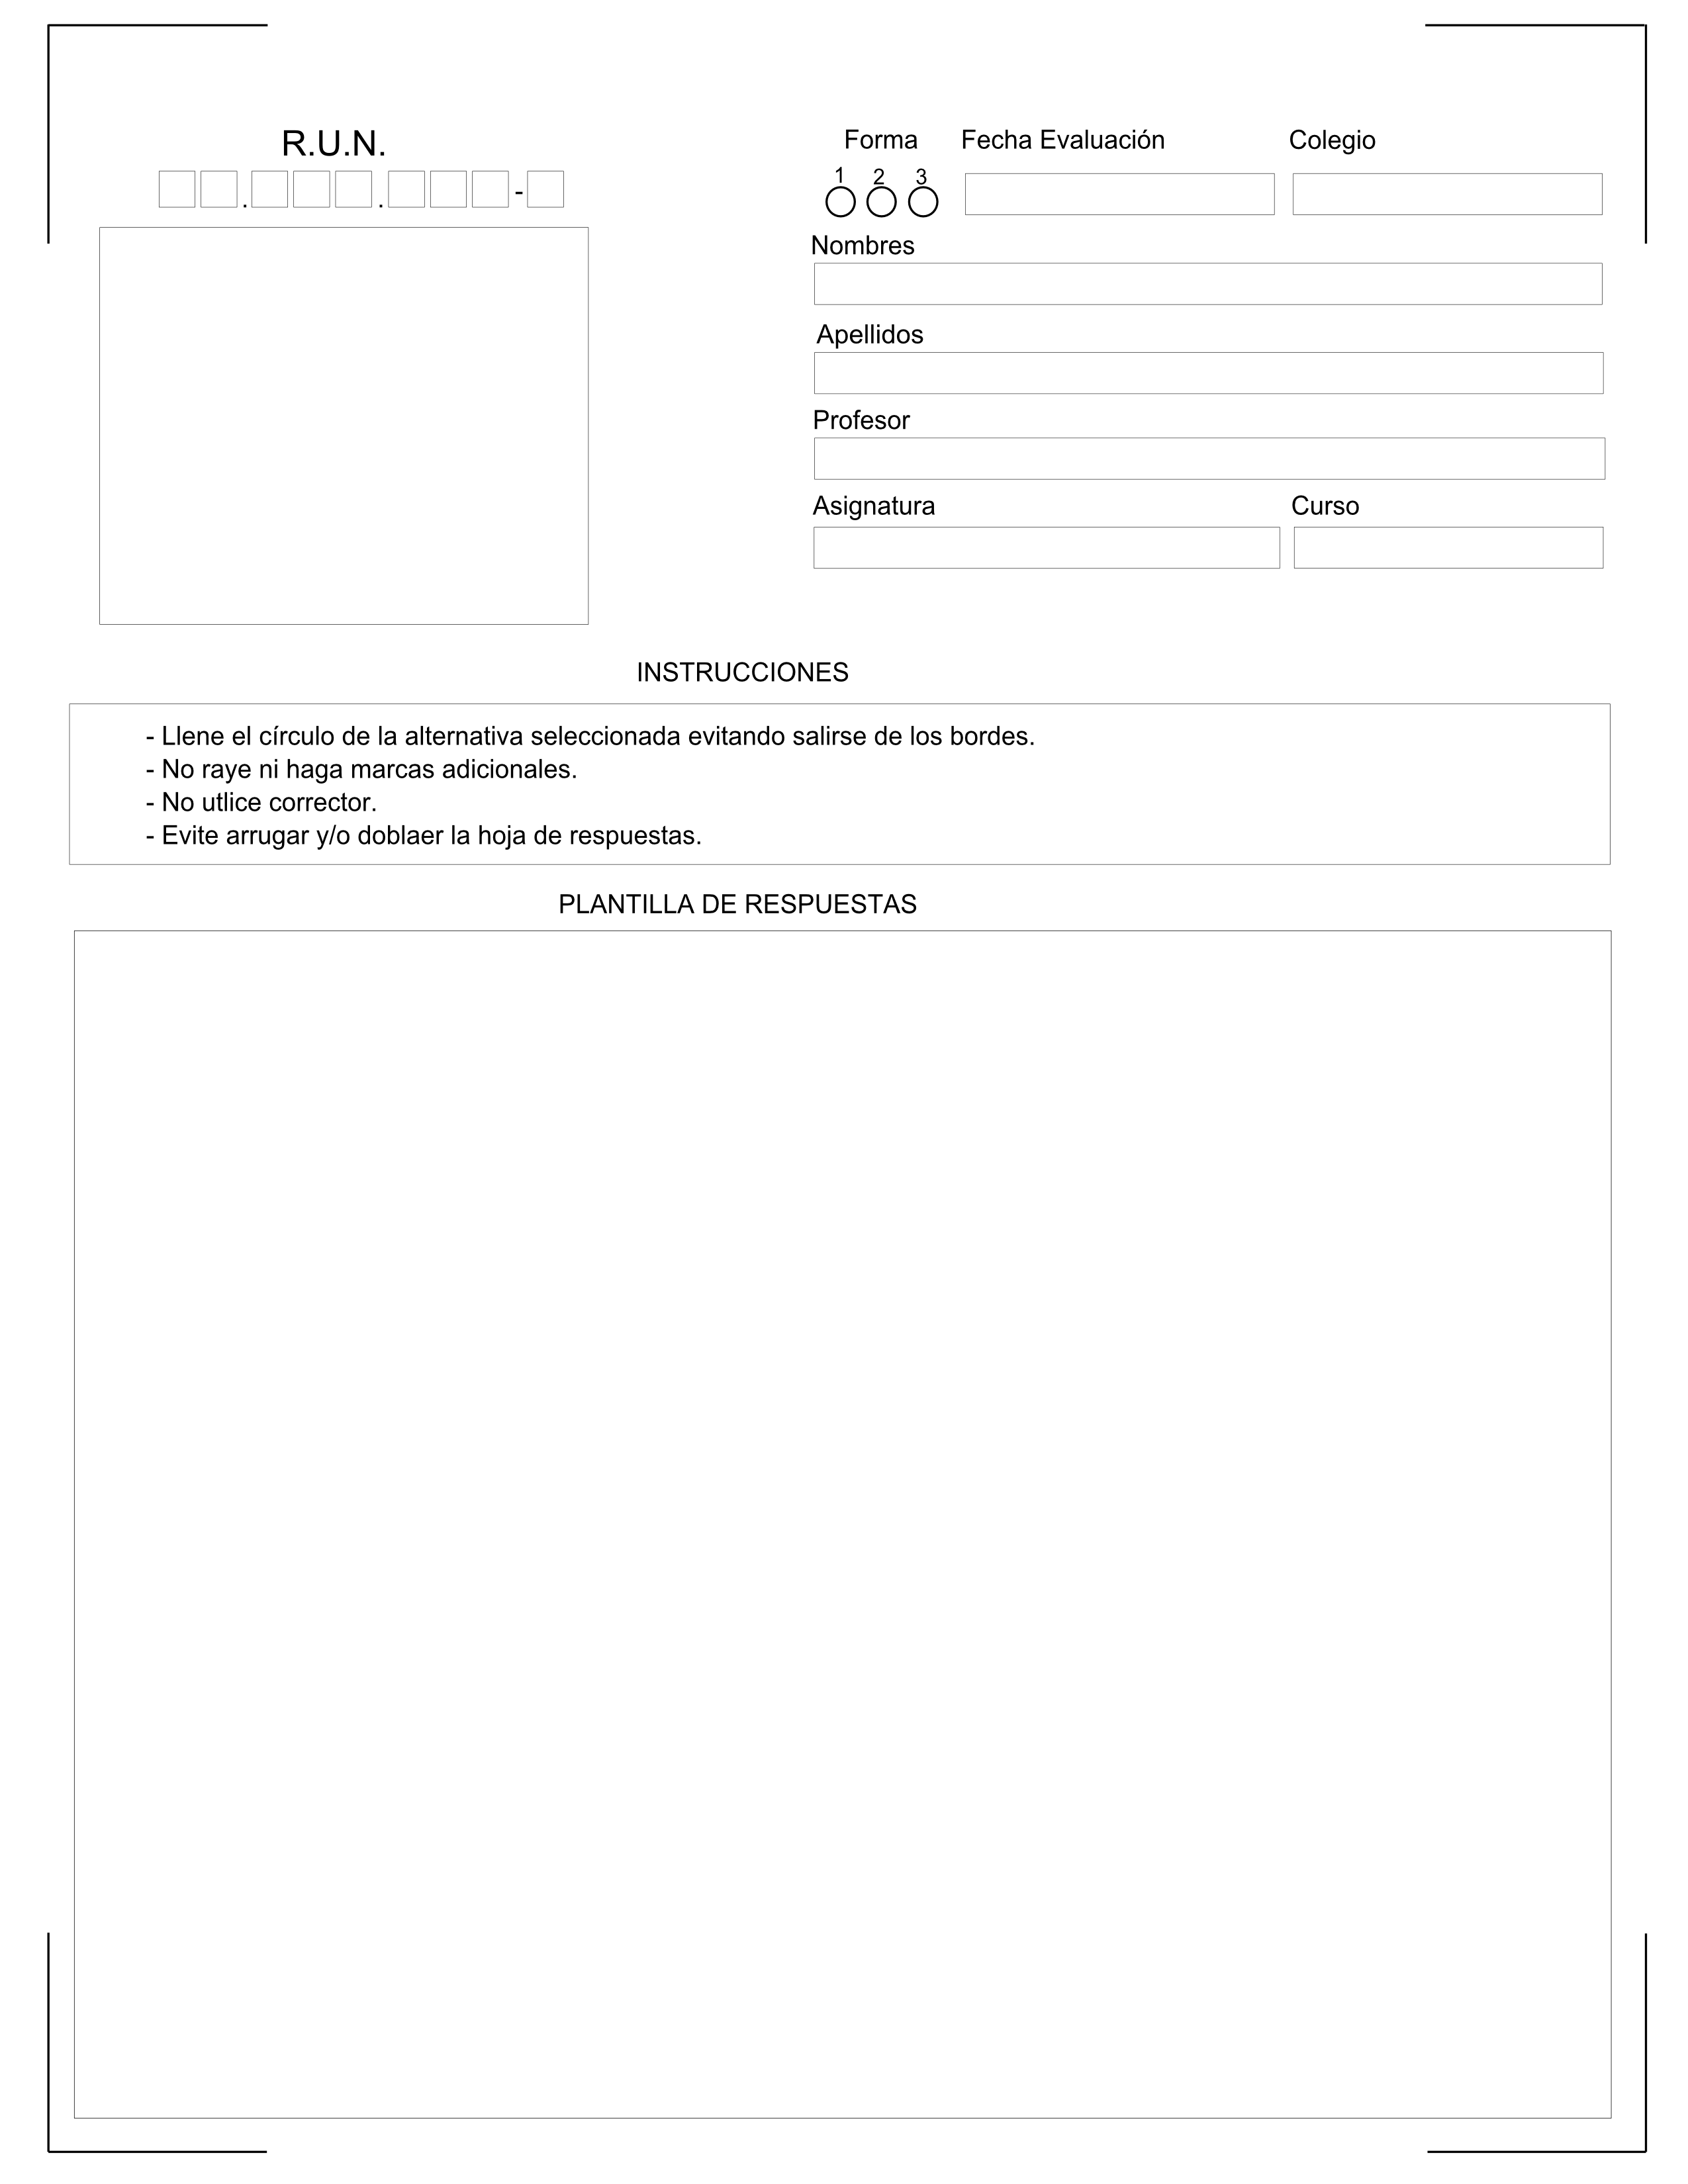 R.U.N.
. . -
Forma Fecha Evaluación Colegio
1 2 3
Nombres
Apellidos
Profesor
Asignatura Curso
INSTRUCCIONES
- Llene el círculo de la alternativa seleccionada evitando salirse de los bordes.
- No raye ni haga marcas adicionales.
- No utlice corrector.
- Evite arrugar y/o doblaer la hoja de respuestas.
PLANTILLA DE RESPUESTAS